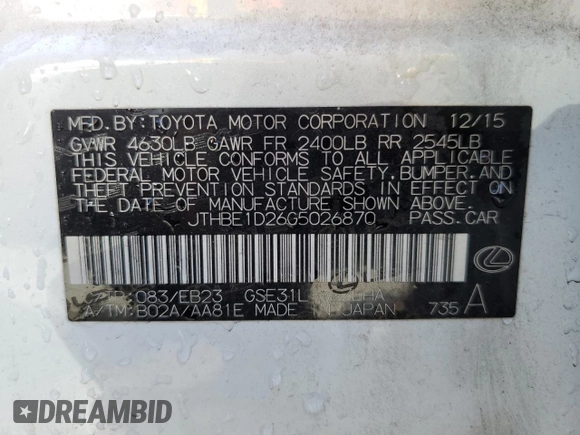 MFD. BY: TOYOTA MOTOR CORPORATION 12/15
GVWR 4630LB GAWR FR 2400LB RR 2545LB
THIS VEHICLE CONFORMS TO ALL APPLICABLE
FEDERAL MOTOR VEHICLE SAFETY, BUMPER, AND
THEFT PREVENTION STANDARDS IN EFFECT ON
THE DATE OF MANUFACTURE SHOWN ABOVE.
JTHBE1D26G5026870 PASS. CAR
083/EB23 GSE31L
A/TM: B02A/AA81E MADE IN JAPAN 735 A
DREAMBID